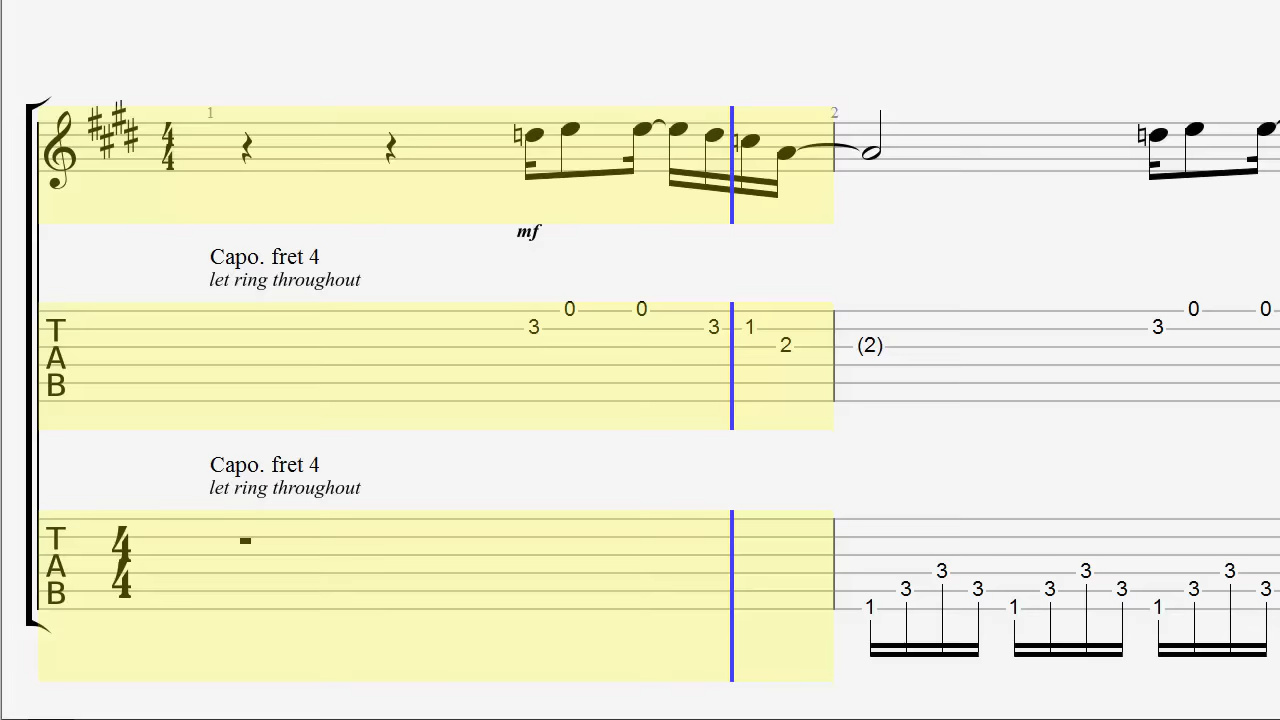 1 2
4
4
mf
Capo. fret 4
let ring throughout
T
A
B
3 0 0 3 1 2 (2) 3 0 0
Capo. fret 4
let ring throughout
T
A
B
4
4
1 3 3 3 1 3 3 3 1 3 3 3